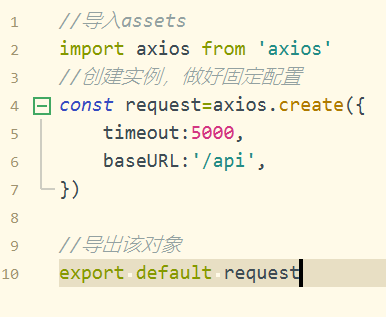 1 //导入assets
2 import axios from 'axios'
3 //创建实例，做好固定配置
4 const request=axios.create({
5 timeout:5000,
6 baseURL:'/api',
7 })
8
9 //导出该对象
10 export default request